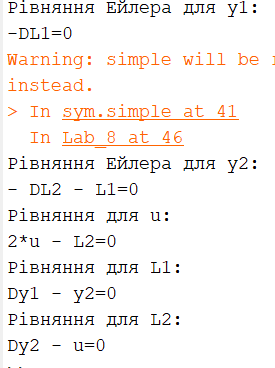 Рівняння Ейлера для y1:
-DL1=0
Warning: simple will be
instead.
> In sym.simple at 41
In Lab_8 at 46
Рівняння Ейлера для y2:
- DL2 - L1=0
Рівняння для u:
2*u - L2=0
Рівняння для L1:
Dy1 - y2=0
Рівняння для L2:
Dy2 - u=0